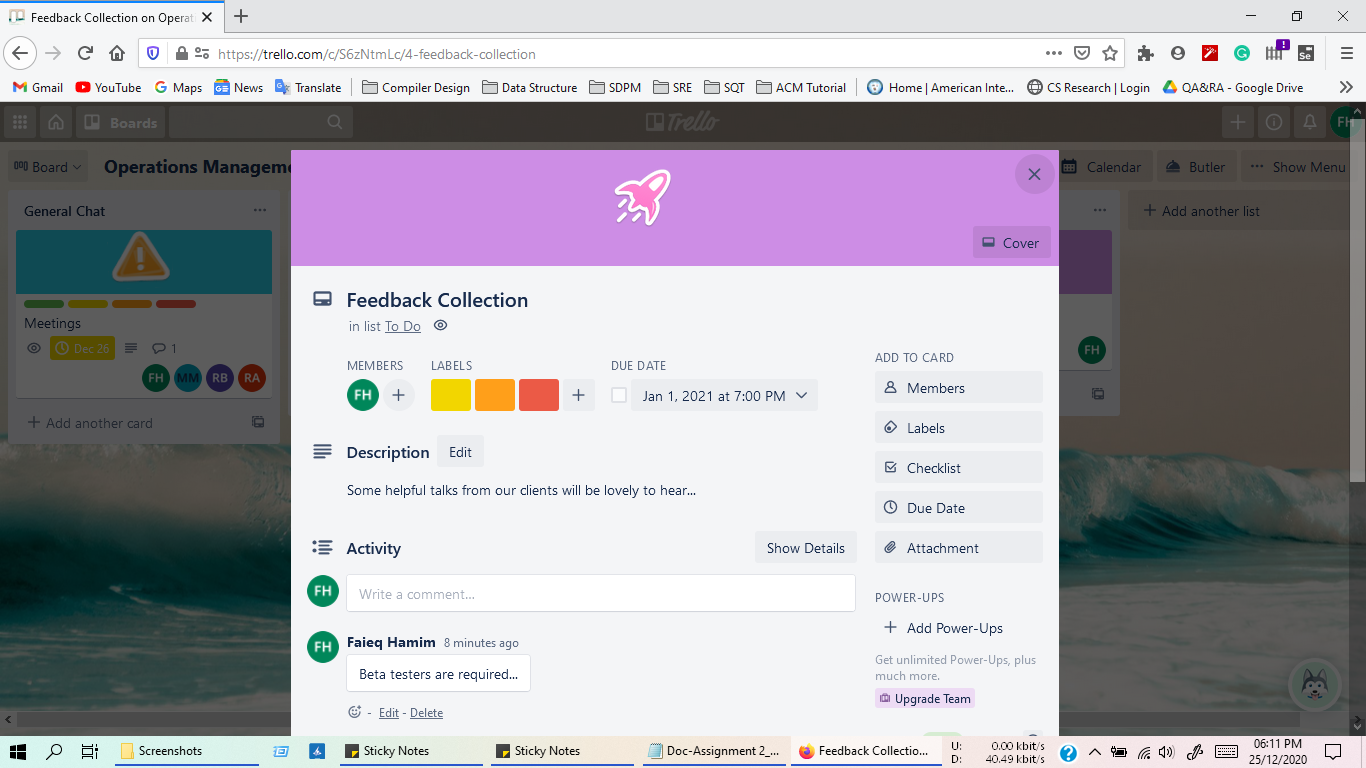 Feedback Collection on Operat
https://trello.com/c/S6zNtmLc/4-feedback-collection
Gmail YouTube Maps News Translate Compiler Design Data Structure SDPM SRE SQT ACM Tutorial Home | American Inte... CS Research | Login QA&RA - Google Drive
Boards Trello FH
Board Operations Manageme Calendar Butler Show Menu
General Chat
Add another list
Cover
Meetings
Dec 26 1
FH MM RB RA
Add another card
Feedback Collection
in list To Do
MEMBERS LABELS DUE DATE
FH Jan 1, 2021 at 7:00 PM
Description Edit
Some helpful talks from our clients will be lovely to hear...
Activity Show Details
FH Write a comment...
FH Faieq Hamim 8 minutes ago
Beta testers are required...
- Edit - Delete
ADD TO CARD
Members
Labels
Checklist
Due Date
Attachment
POWER-UPS
Add Power-Ups
Get unlimited Power-Ups, plus
much more.
Upgrade Team
FH
Screenshots Sticky Notes Sticky Notes Doc-Assignment 2_... Feedback Collectio...
U: 0.00 kbit/s
D: 40.49 kbit/s
06:11 PM
25/12/2020